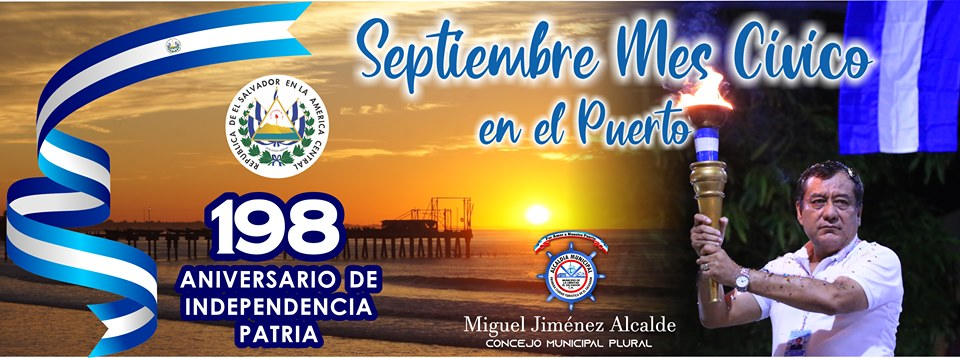 Septiembre Mes Cívico
en el Puerto
REPUBLICA DE EL SALVADOR EN LA AMERICA CENTRAL
198
ANIVERSARIO DE
INDEPENDENCIA
PATRIA
ALCALDIA MUNICIPAL
Miguel Jiménez Alcalde
CONCEJO MUNICIPAL PLURAL